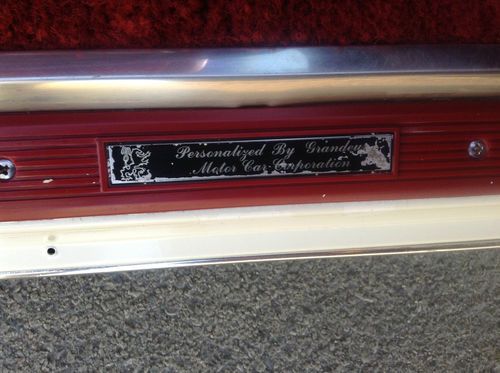 Personalized By Grandeur
Motor Car Corporation